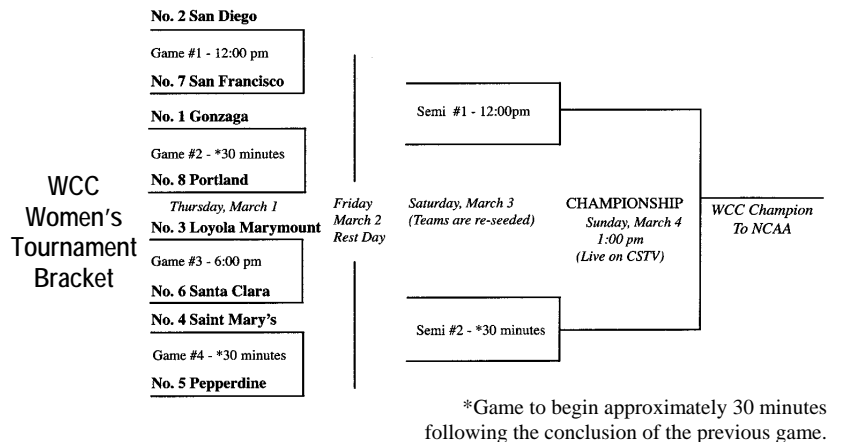 WCC
Women's
Tournament
Bracket
No. 2 San Diego
Game #1 - 12:00 pm
No. 7 San Francisco
No. 1 Gonzaga
Game #2 - *30 minutes
No. 8 Portland
Thursday, March 1
No. 3 Loyola Marymount
Game #3 - 6:00 pm
No. 6 Santa Clara
No. 4 Saint Mary's
Game #4 - *30 minutes
No. 5 Pepperdine
Friday
March 2
Rest Day
Semi #1 - 12:00pm
Saturday, March 3
(Teams are re-seeded)
Semi #2 - *30 minutes
CHAMPIONSHIP
Sunday, March 4
1:00 pm
(Live on CSTV)
WCC Champion
To NCAA
*Game to begin approximately 30 minutes
following the conclusion of the previous game.